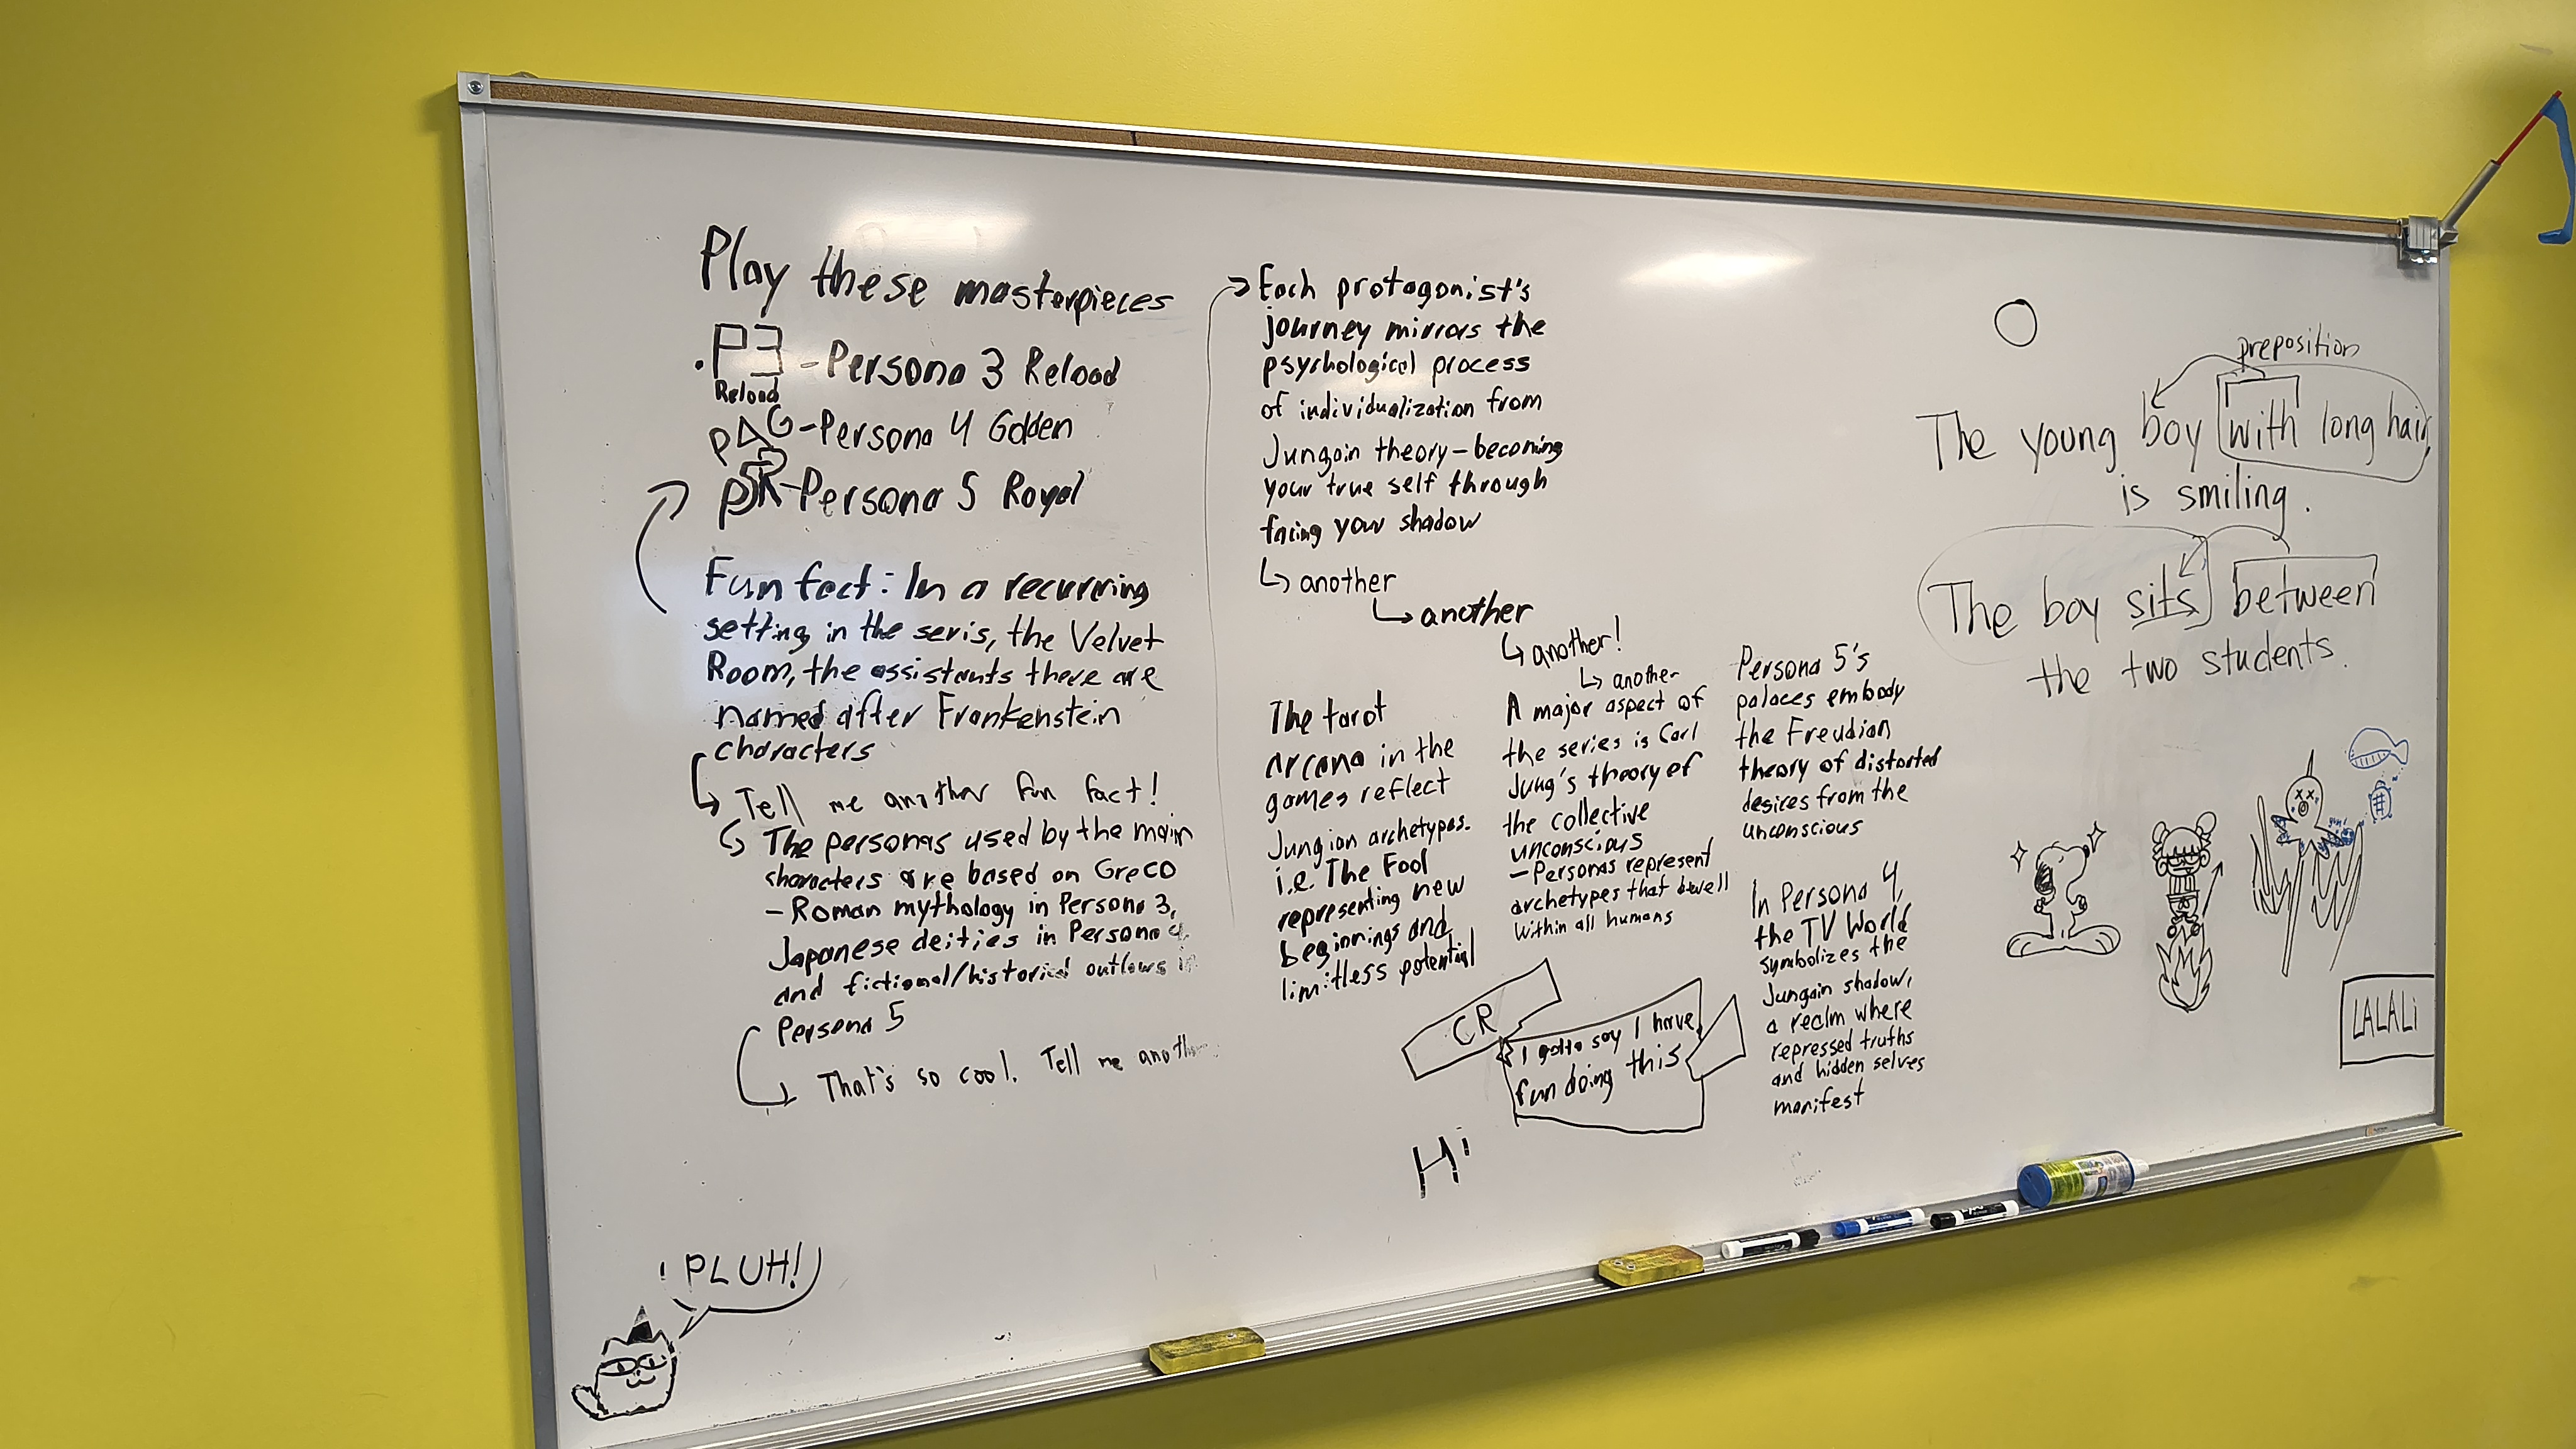 Play these masterpieces
P3 Reload - Persona 3 Reload
P4G - Persona 4 Golden
P5R - Persona 5 Royal
Fun fact: In a recurring
setting in the seris, the Velvet
Room, the assistants there are
named after Frankenstein
characters
Tell me another fun fact!
The personas used by the main
characters are based on Greco
- Roman mythology in Persona 3,
Japanese deities in Persona 4
and fictional/historical outlaws in
Persona 5
That's so cool. Tell me another
PLUH!
Each protagonist's
journey mirrors the
psychological process
of individualization from
Jungain theory - becoming
your true self through
facing your shadow
another
another
another!
another
The tarot
arcana in the
games reflect
Jungian archetypes.
i.e. The Fool
representing new
beginnings and
limitless potential
A major aspect of
the series is Carl
Jung's theory of
the collective
unconscious
- Personas represent
archetypes that dwell
within all humans
Persona 5's
palaces embody
the Freudian
theory of distorted
desires from the
unconscious
In Persona 4,
the TV World
symbolizes the
Jungain shadow,
a realm where
repressed truths
and hidden selves
manifest
CR
I gotta say I have
fun doing this
Hi
preposition
The young boy with long hair
is smiling.
The boy sits between
the two students.
LALALi